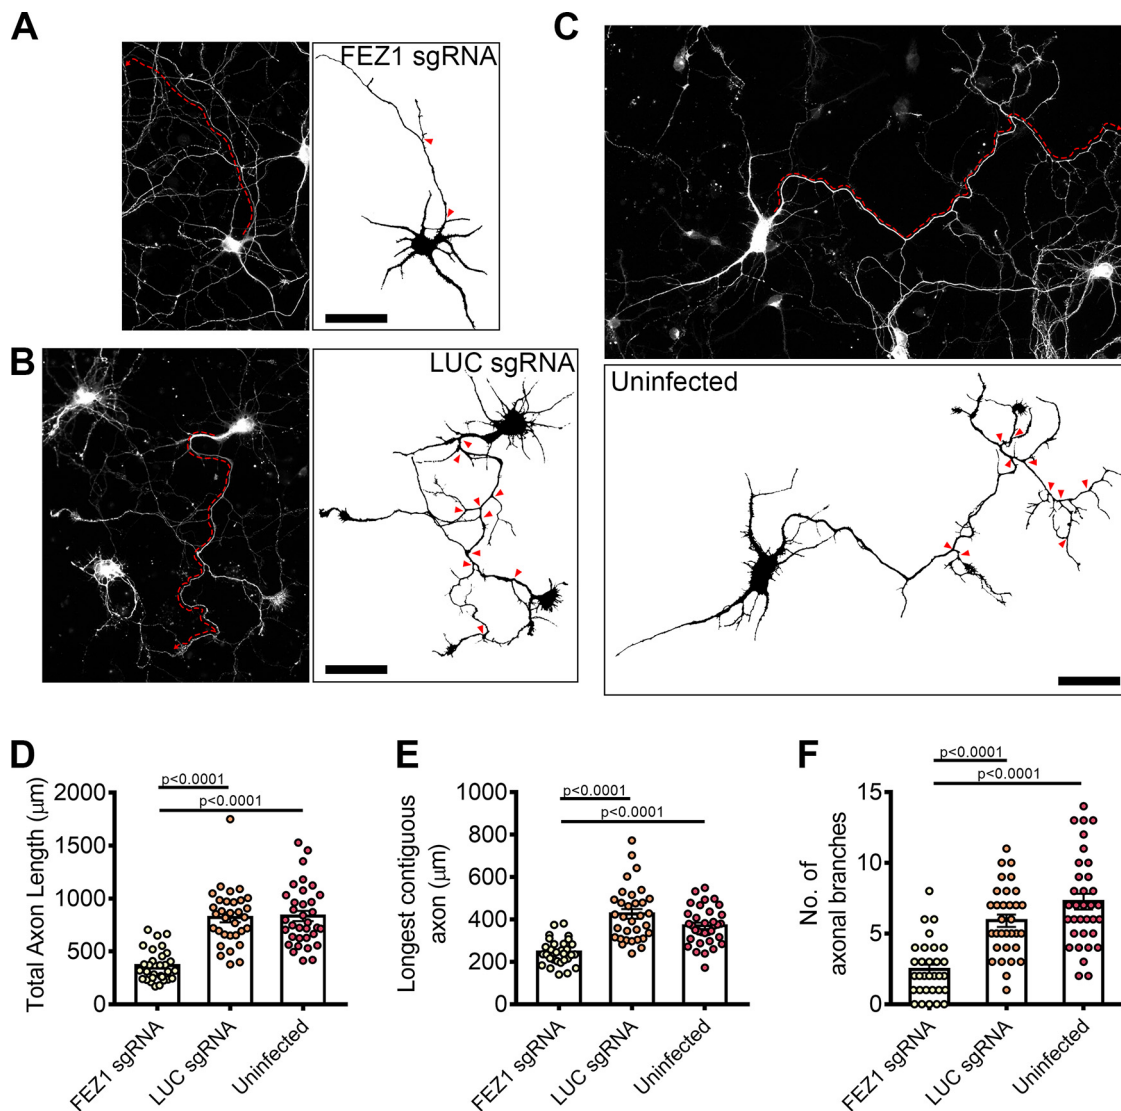 A
FEZ1 sgRNA
B
LUC sgRNA
C
Uninfected
D
Total Axon Length (μm)
2000
1500
1000
500
0
p<0.0001
p<0.0001
FEZ1 sgRNA
LUC sgRNA
Uninfected
E
Longest contiguous
axon (μm)
1000
800
600
400
200
0
p<0.0001
p<0.0001
FEZ1 sgRNA
LUC sgRNA
Uninfected
F
No. of
axonal branches
15
10
5
0
p<0.0001
p<0.0001
FEZ1 sgRNA
LUC sgRNA
Uninfected